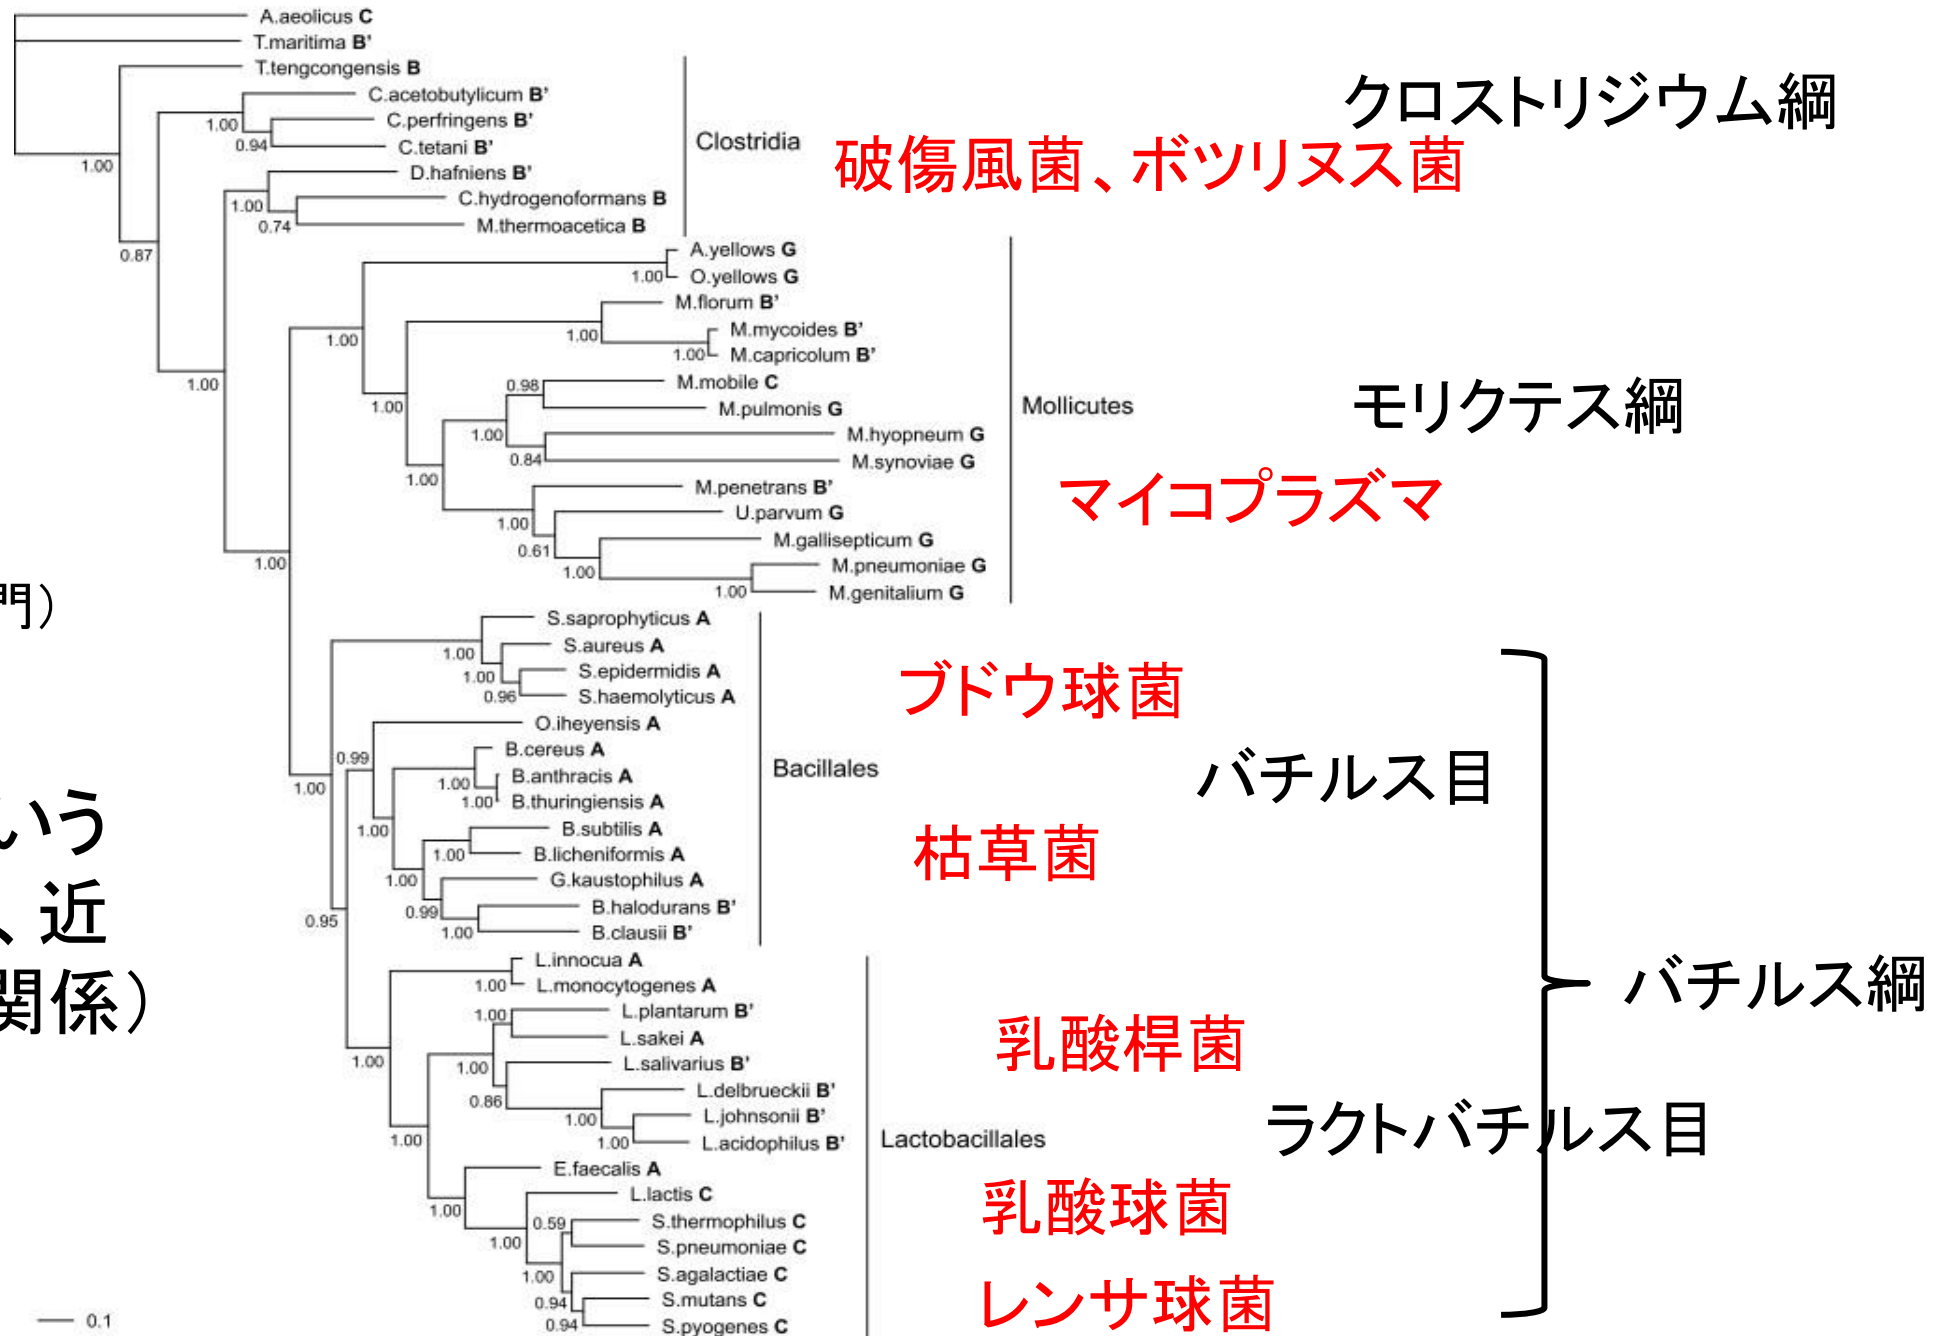 A.aeolicus C
T.maritima B'
T.tengcongensis B
C.acetobutylicum B'
1.00
C.perfringens B'
0.94
C.tetani B'
1.00
D.hafniens B'
1.00
C.hydrogenoformans B
0.74
M.thermoacetica B
0.87
Clostridia
クロストリジウム綱
破傷風菌、ボツリヌス菌
A.yellows G
1.00
O.yellows G
M.florum B'
1.00
M.mycoides B'
1.00
1.00
M.capricolum B'
1.00
0.98
M.mobile C
1.00
M.pulmonis G
1.00
M.hyopneum G
0.84
M.synoviae G
1.00
M.penetrans B'
1.00
U.parvum G
0.61
M.gallisepticum G
1.00
M.pneumoniae G
1.00
M.genitalium G
1.00
Mollicutes
モリクテス綱
マイコプラズマ
門）
S.saprophyticus A
1.00
S.aureus A
1.00
S.epidermidis A
0.96
S.haemolyticus A
O.iheyensis A
0.99
B.cereus A
1.00
B.anthracis A
1.00
1.00
B.thuringiensis A
1.00
B.subtilis A
1.00
B.licheniformis A
1.00
G.kaustophilus A
0.99
B.halodurans B'
0.95
1.00
B.clausii B'
Bacillales
ブドウ球菌
バチルス目
枯草菌
いう
、近
関係）
L.innocua A
1.00
L.monocytogenes A
1.00
L.plantarum B'
L.sakei A
1.00
1.00
L.salivarius B'
0.86
L.delbrueckii B'
1.00
L.johnsonii B'
1.00
1.00
L.acidophilus B'
E.faecalis A
1.00
L.lactis C
0.59
S.thermophilus C
1.00
S.pneumoniae C
1.00
S.agalactiae C
0.94
S.mutans C
0.94
S.pyogenes C
Lactobacillales
乳酸桿菌
ラクトバチルス目
乳酸球菌
レンサ球菌
バチルス綱
0.1